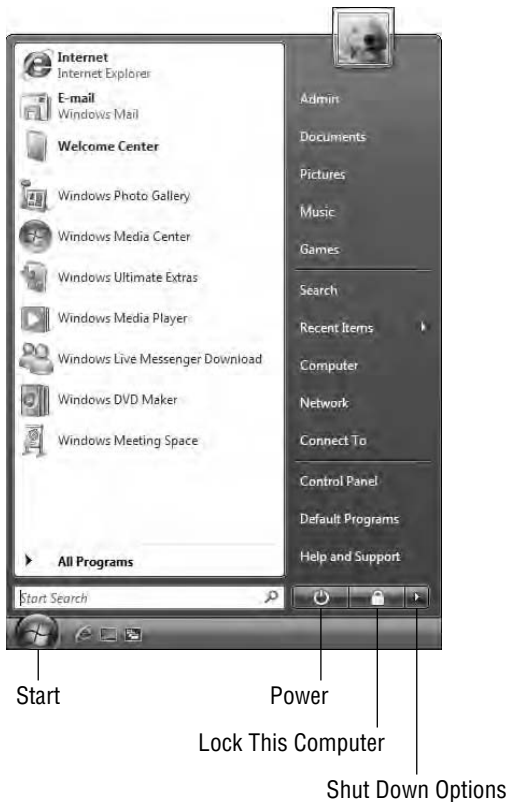 Internet
Internet Explorer
E-mail
Windows Mail
Welcome Center
Windows Photo Gallery
Windows Media Center
Windows Ultimate Extras
Windows Media Player
Windows Live Messenger Download
Windows DVD Maker
Windows Meeting Space
All Programs
Start Search
Admin
Documents
Pictures
Music
Games
Search
Recent Items
Computer
Network
Connect To
Control Panel
Default Programs
Help and Support
Start
Power
Lock This Computer
Shut Down Options